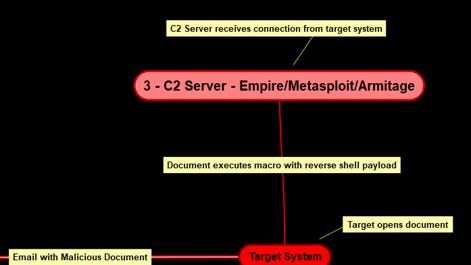 C2 Server receives connection from target system
3 - C2 Server - Empire/Metasploit/Armitage
Document executes macro with reverse shell payload
Target opens document
Email with Malicious Document
Target System